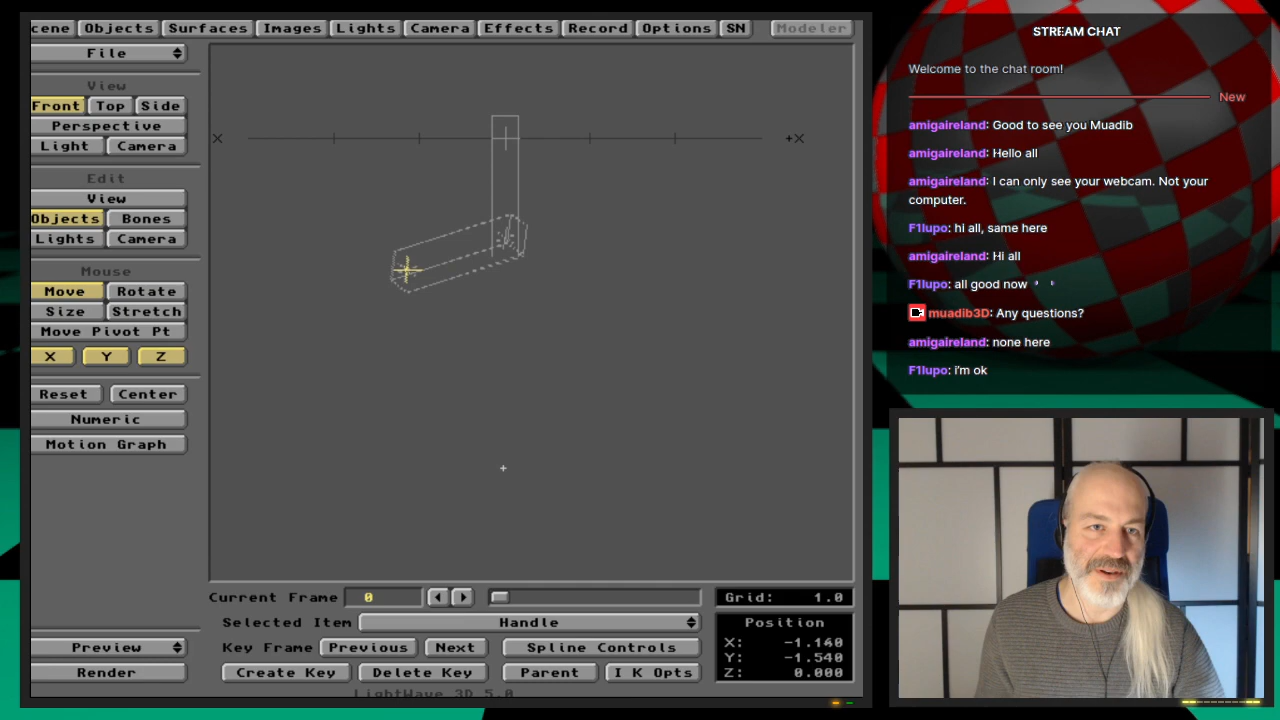 cene Objects Surfaces Images Lights Camera Effects Record Options SN Modeler
File
View
Front Top Side
Perspective
Light Camera
Edit
View
Objects Bones
Lights Camera
Mouse
Move Rotate
Size Stretch
Move Pivot Pt
X Y Z
Reset Center
Numeric
Motion Graph
Preview
Render
X +X
Current Frame 0
Grid: 1.0
Selected Item Handle
Key Frame Previous Next Spline Controls
Create Key Delete Key Parent I K Opts
Position
X: -1.160
Y: -1.540
Z: 0.000
LightWave 3D 5.0
STREAM CHAT
Welcome to the chat room!
New
amigaireland: Good to see you Muadib
amigaireland: Hello all
amigaireland: I can only see your webcam. Not your
computer.
F1lupo: hi all, same here
amigaireland: Hi all
F1lupo: all good now
muadib3D: Any questions?
amigaireland: none here
F1lupo: i'm ok